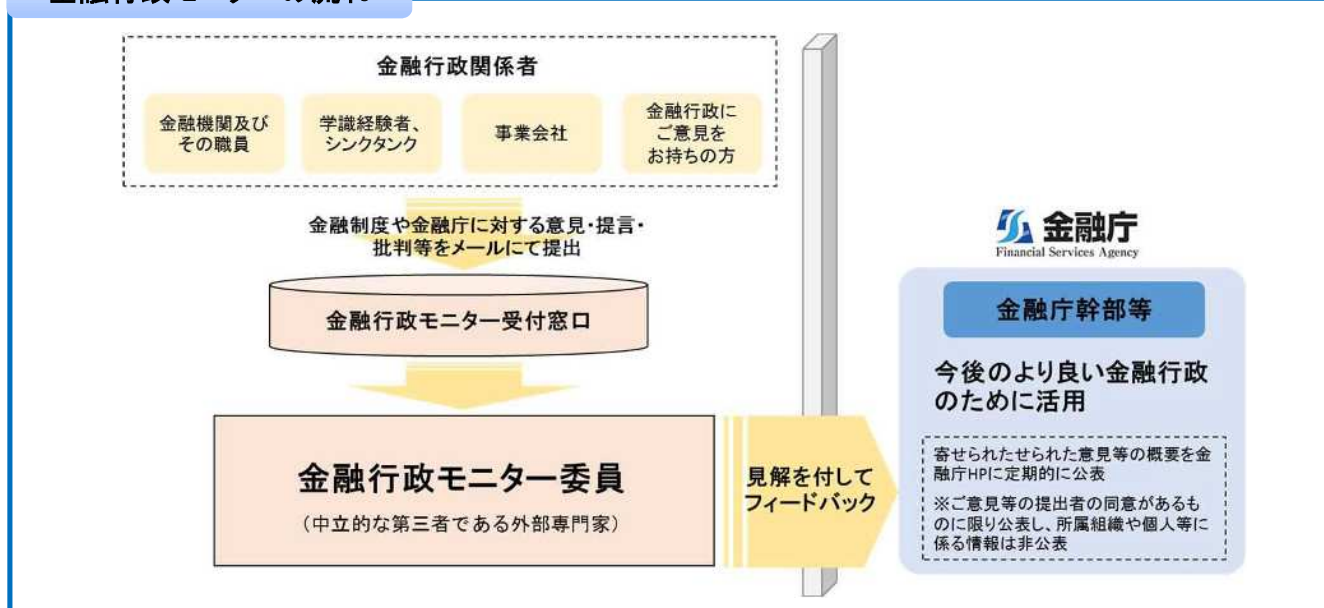 金融行政モニターの流れ
金融行政関係者
金融機関及び
その職員
学識経験者、
シンクタンク
事業会社
金融行政に
ご意見を
お持ちの方
金融制度や金融庁に対する意見・提言・
批判等をメールにて提出
金融行政モニター受付窓口
金融行政モニター委員
（中立的な第三者である外部専門家）
見解を付して
フィードバック
金融庁
Financial Services Agency
金融庁幹部等
今後のより良い金融行政
のために活用
寄せられたせられた意見等の概要を金
融庁HPに定期的に公表
※ご意見等の提出者の同意があるも
のに限り公表し、所属組織や個人等に
係る情報は非公表